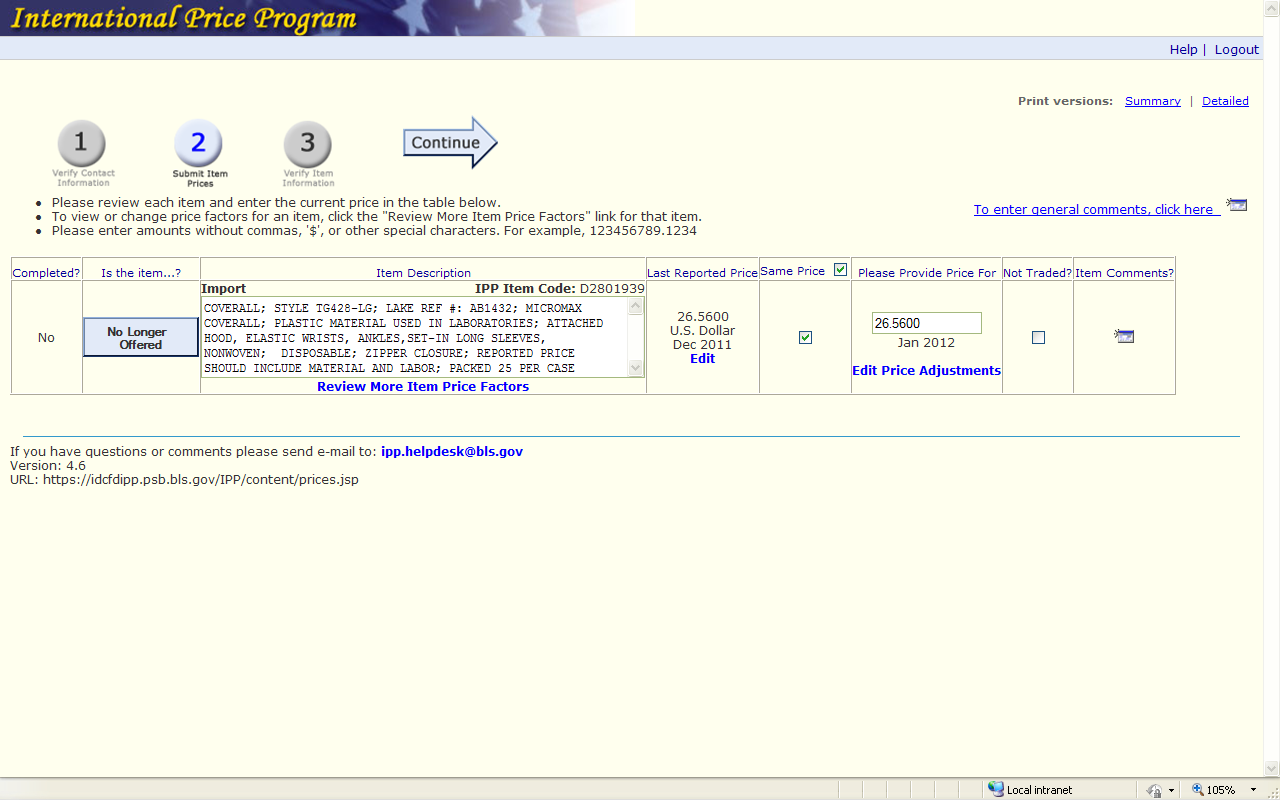 International Price Program
Help | Logout
Print versions: Summary | Detailed
1
Verify Contact
Information
2
Submit Item
Prices
3
Verify Item
Information
Continue
Please review each item and enter the current price in the table below.
To view or change price factors for an item, click the "Review More Item Price Factors" link for that item.
Please enter amounts without commas, '$', or other special characters. For example, 123456789.1234
To enter general comments, click here
Completed? Is the item...? Item Description Last Reported Price Same Price Please Provide Price For Not Traded? Item Comments?
No
No Longer
Offered
Import IPP Item Code: D2801939
COVERALL; STYLE TG428-LG; LAKE REF #: AB1432; MICROMAX
COVERALL; PLASTIC MATERIAL USED IN LABORATORIES; ATTACHED
HOOD, ELASTIC WRISTS, ANKLES,SET-IN LONG SLEEVES,
NONWOVEN; DISPOSABLE; ZIPPER CLOSURE; REPORTED PRICE
SHOULD INCLUDE MATERIAL AND LABOR; PACKED 25 PER CASE
Review More Item Price Factors
26.5600
U.S. Dollar
Dec 2011
Edit
26.5600
Jan 2012
Edit Price Adjustments
If you have questions or comments please send e-mail to: ipp.helpdesk@bls.gov
Version: 4.6
URL: https://idcfdipp.psb.bls.gov/IPP/content/prices.jsp
Local intranet
105%